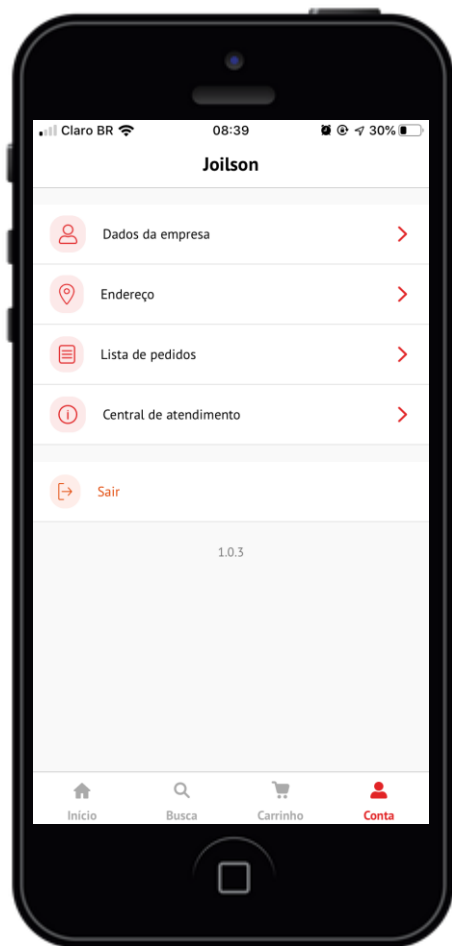 Claro BR 08:39 30%
Joilson
Dados da empresa
Endereço
Lista de pedidos
Central de atendimento
Sair
1.0.3
Início Busca Carrinho Conta